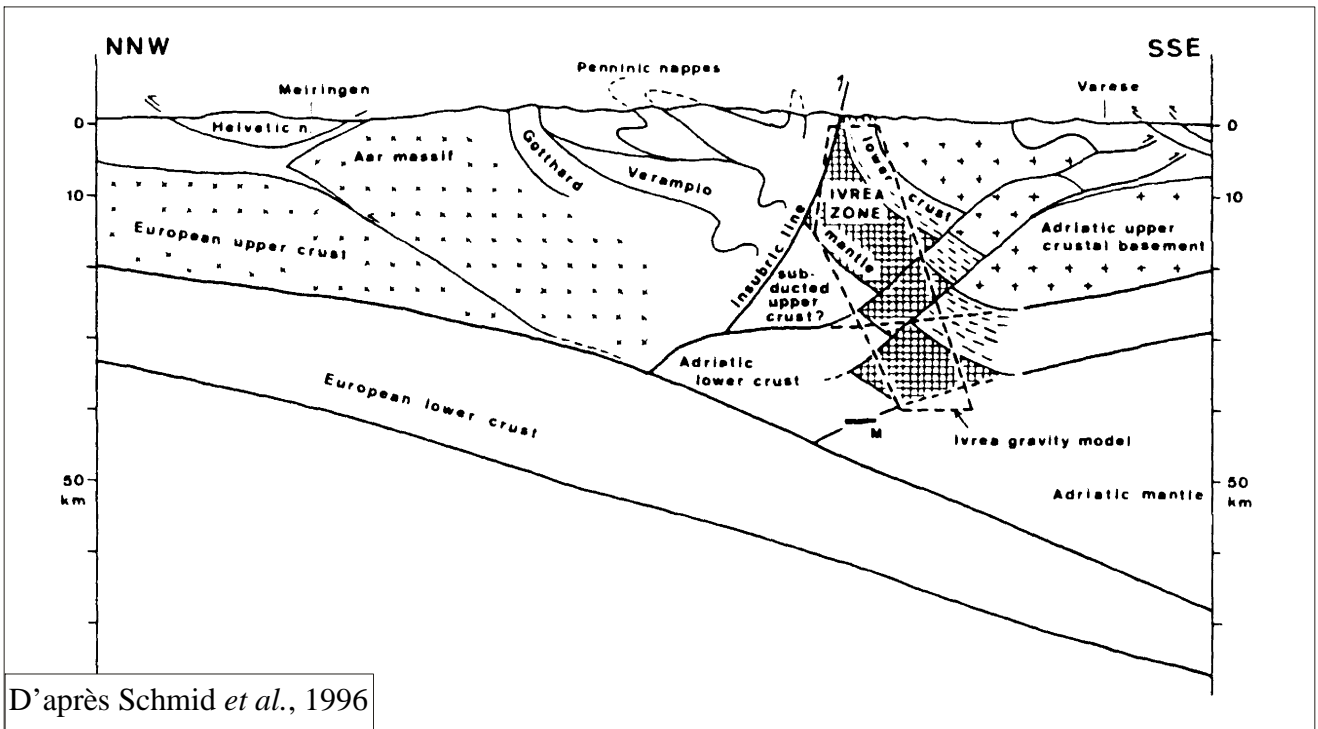 NNW
SSE
Penninic nappes
Meiringen
Varese
0
0
Helvetic n.
Aar massif
Gotthard
Verampio
lower crust
10
10
IVREA
ZONE
mantle
Insubric line
European upper crust
Adriatic upper
crustal basement
sub-
ducted
upper
crust?
Adriatic
lower crust
European lower crust
M
Ivrea gravity model
50
km
50
km
Adriatic mantle
D'après Schmid et al., 1996